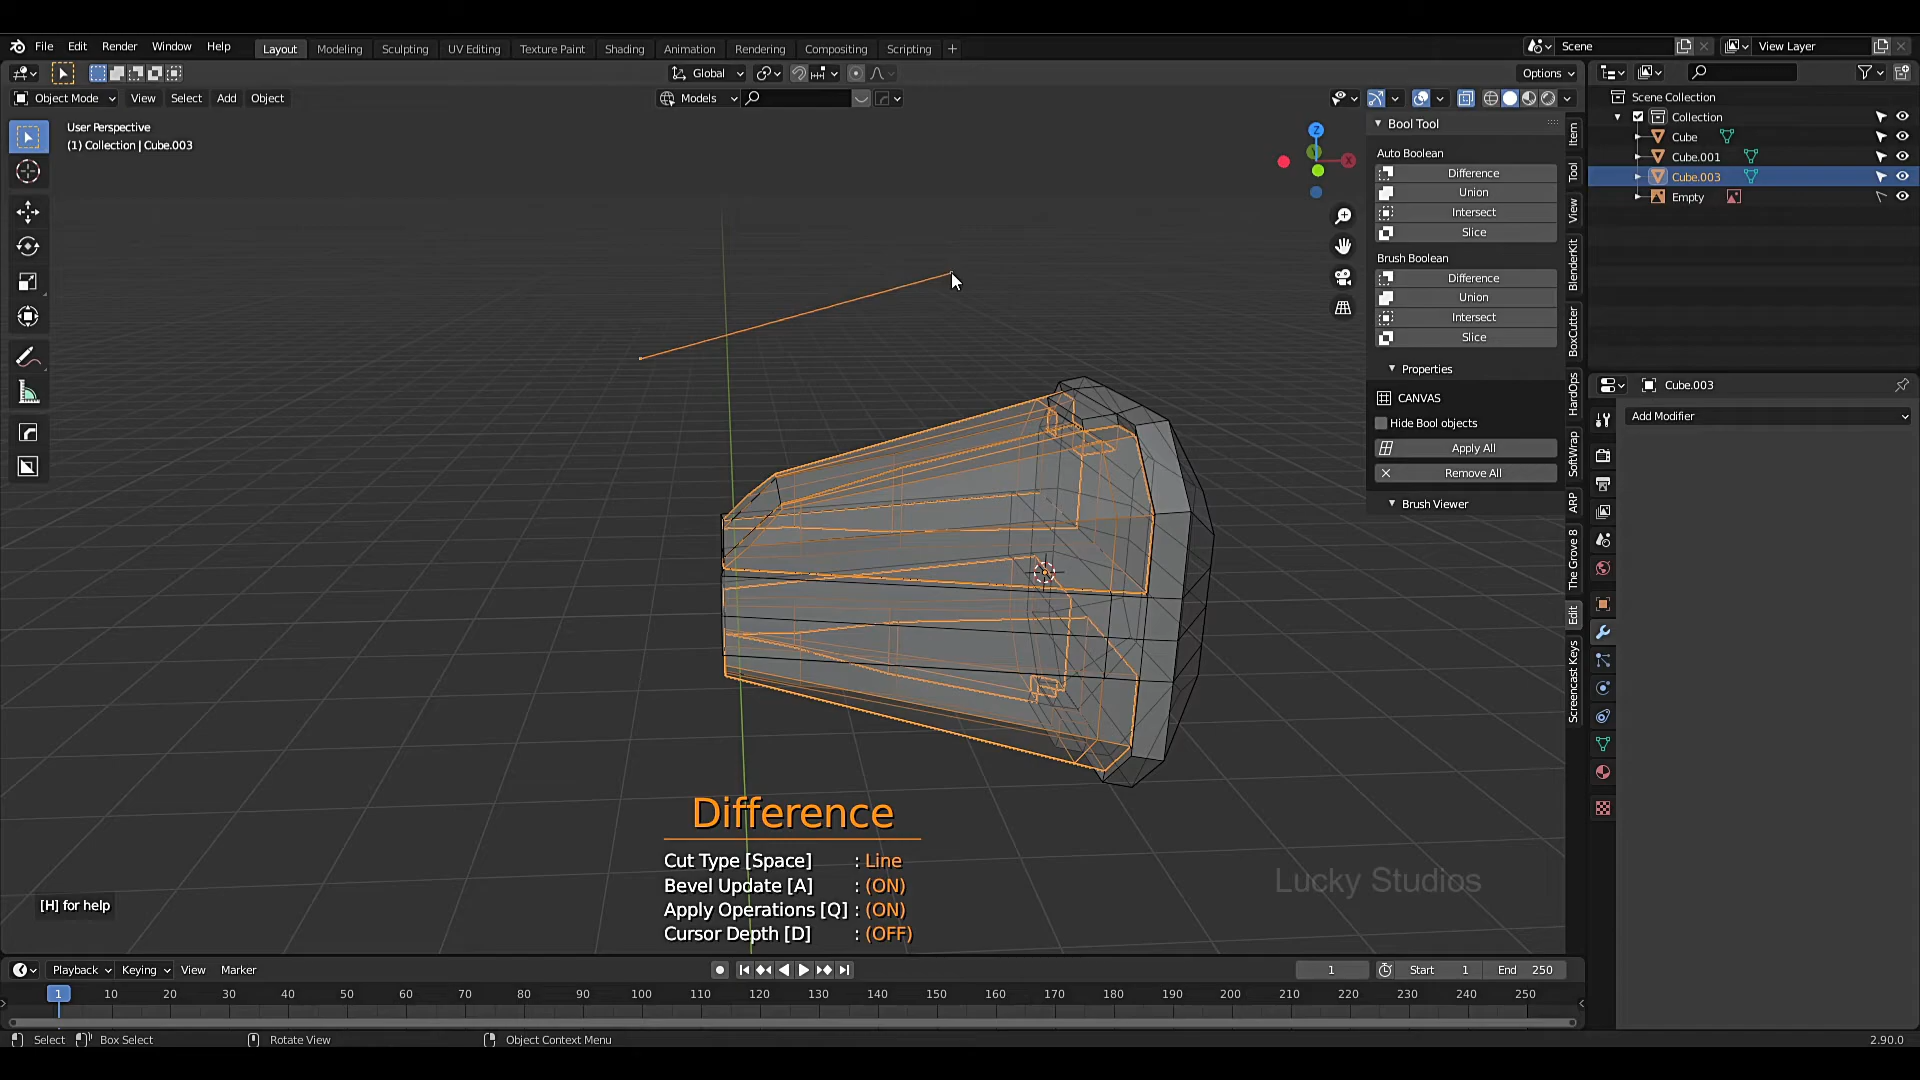 File Edit Render Window Help
Layout Modeling Sculpting UV Editing Texture Paint Shading Animation Rendering Compositing Scripting +
Scene
View Layer
Global
Options
Object Mode View Select Add Object
Models
User Perspective
(1) Collection | Cube.003
Z
X
Bool Tool
Auto Boolean
Difference
Union
Intersect
Slice
Brush Boolean
Difference
Union
Intersect
Slice
Properties
CANVAS
Hide Bool objects
Apply All
Remove All
Brush Viewer
Item
Tool
View
BlenderKit
BoxCutter
HardOps
SoftWrap
ARP
The Grove 8
Edit
Screencast Keys
Scene Collection
Collection
Cube
Cube.001
Cube.003
Empty
Cube.003
Add Modifier
Difference
Cut Type [Space] : Line
Bevel Update [A] : (ON)
Apply Operations [Q] : (ON)
Cursor Depth [D] : (OFF)
[H] for help
Lucky Studios
Playback Keying View Marker
1
Start 1
End 250
1 10 20 30 40 50 60 70 80 90 100 110 120 130 140 150 160 170 180 190 200 210 220 230 240 250
Select Box Select Rotate View Object Context Menu
2.90.0